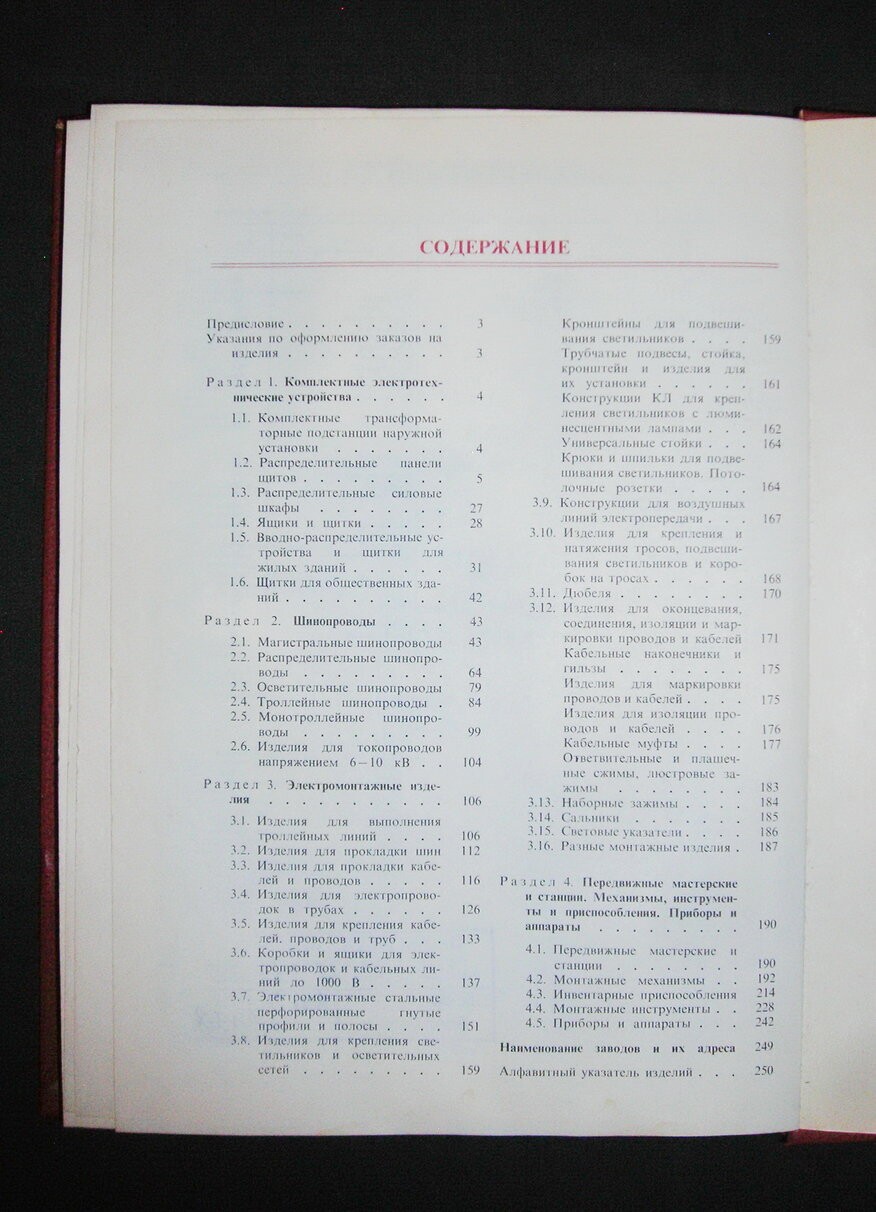 СОДЕРЖАНИЕ
Предисловие . . . . . . . . . . 3
Указания по оформлению заказов на
изделия . . . . . . . . . . 3
Раздел 1. Комплектные электротех-
нические устройства . . . . . . 4
1.1. Комплектные трансформа-
торные подстанции наружной
установки . . . . . . . 4
1.2. Распределительные панели
щитов . . . . . . . . . 5
1.3. Распределительные силовые
шкафы . . . . . . . . 27
1.4. Ящики и щитки . . . . . 28
1.5. Вводно-распределительные ус-
тройства и щитки для
жилых зданий . . . . . . 31
1.6. Щитки для общественных зда-
ний . . . . . . . . . . 42
Раздел 2. Шинопроводы . . . . 43
2.1. Магистральные шинопроводы 43
2.2. Распределительные шинопро-
воды . . . . . . . . . 64
2.3. Осветительные шинопроводы 79
2.4. Троллейные шинопроводы . 84
2.5. Монотроллейные шинопро-
воды . . . . . . . . . 99
2.6. Изделия для токопроводов
напряжением 6—10 кВ . . 104
Раздел 3. Электромонтажные изде-
лия . . . . . . . . . . . 106
3.1. Изделия для выполнения
троллейных линий . . . . 106
3.2. Изделия для прокладки шин 112
3.3. Изделия для прокладки кабе-
лей и проводов . . . . . 116
3.4. Изделия для электропрово-
док в трубах . . . . . . 126
3.5. Изделия для крепления кабе-
лей, проводов и труб . . . 133
3.6. Коробки и ящики для элек-
тропроводок и кабельных ли-
ний до 1000 В . . . . . 137
3.7. Электромонтажные стальные
перфорированные гнутые
профили и полосы . . . . 151
3.8. Изделия для крепления све-
тильников и осветительных
сетей . . . . . . . . . 159
Кронштейны для подвеши-
вания светильников . . . . 159
Трубчатые подвесы, стойка,
кронштейн и изделия для
их установки . . . . . . 161
Конструкции КЛ для креп-
ления светильников с люми-
несцентными лампами . . . 162
Универсальные стойки . . . 164
Крюки и шпильки для подве-
шивания светильников. Пото-
лочные розетки . . . . . 164
3.9. Конструкции для воздушных
линий электропередачи . . . 167
3.10. Изделия для крепления и
натяжения тросов, подвеши-
вания светильников и коро-
бок на тросах . . . . . . 168
3.11. Дюбеля . . . . . . . . 170
3.12. Изделия для оконцевания,
соединения, изоляции и мар-
кировки проводов и кабелей 171
Кабельные наконечники и
гильзы . . . . . . . . 175
Изделия для маркировки
проводов и кабелей . . . . 175
Изделия для изоляции про-
водов и кабелей . . . . 176
Кабельные муфты . . . . 177
Ответвительные и плашеч-
ные сжимы, люстровые за-
жимы . . . . . . . . 183
3.13. Наборные зажимы . . . . 184
3.14. Сальники . . . . . . . 185
3.15. Световые указатели . . . . 186
3.16. Разные монтажные изделия . 187
Раздел 4. Передвижные мастерские
и станции. Механизмы, инструмен-
ты и приспособления. Приборы и
аппараты . . . . . . . . . 190
4.1. Передвижные мастерские и
станции . . . . . . . . 190
4.2. Монтажные механизмы . . 192
4.3. Инвентарные приспособления 214
4.4. Монтажные инструменты . . 228
4.5. Приборы и аппараты . . . 242
Наименование заводов и их адреса 249
Алфавитный указатель изделий . . . 250